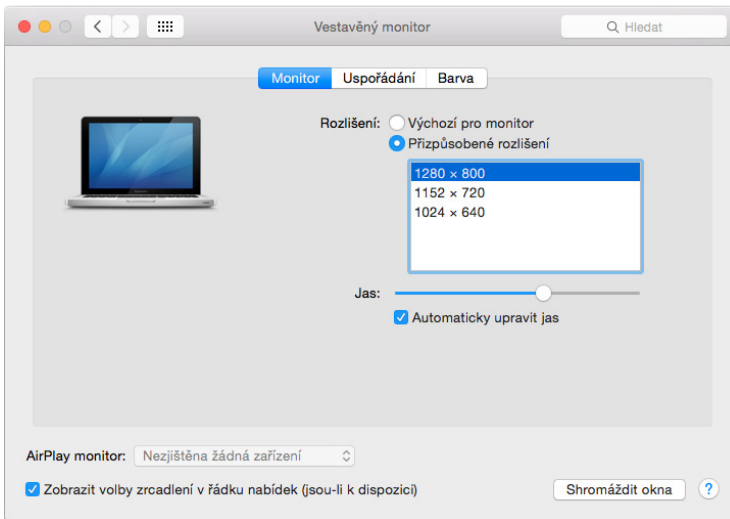 Vestavěný monitor
Hledat
Monitor Uspořádání Barva
Rozlišení: Výchozí pro monitor
Přizpůsobené rozlišení
1280 × 800
1152 × 720
1024 × 640
Jas:
Automaticky upravit jas
AirPlay monitor: Nezjištěna žádná zařízení
Zobrazit volby zrcadlení v řádku nabídek (jsou-li k dispozici)
Shromáždit okna ?